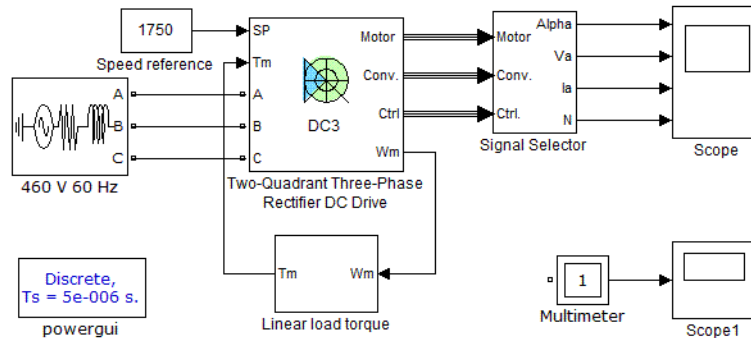 1750
Speed reference
SP
Tm
A
B
C
DC3
Motor
Conv.
Ctrl
Wm
Two-Quadrant Three-Phase
Rectifier DC Drive
A
B
C
460 V 60 Hz
Motor
Conv.
Ctrl.
Alpha
Va
Ia
N
Signal Selector
Scope
Discrete,
Ts = 5e-006 s.
powergui
Tm
Wm
Linear load torque
1
Multimeter
Scope1